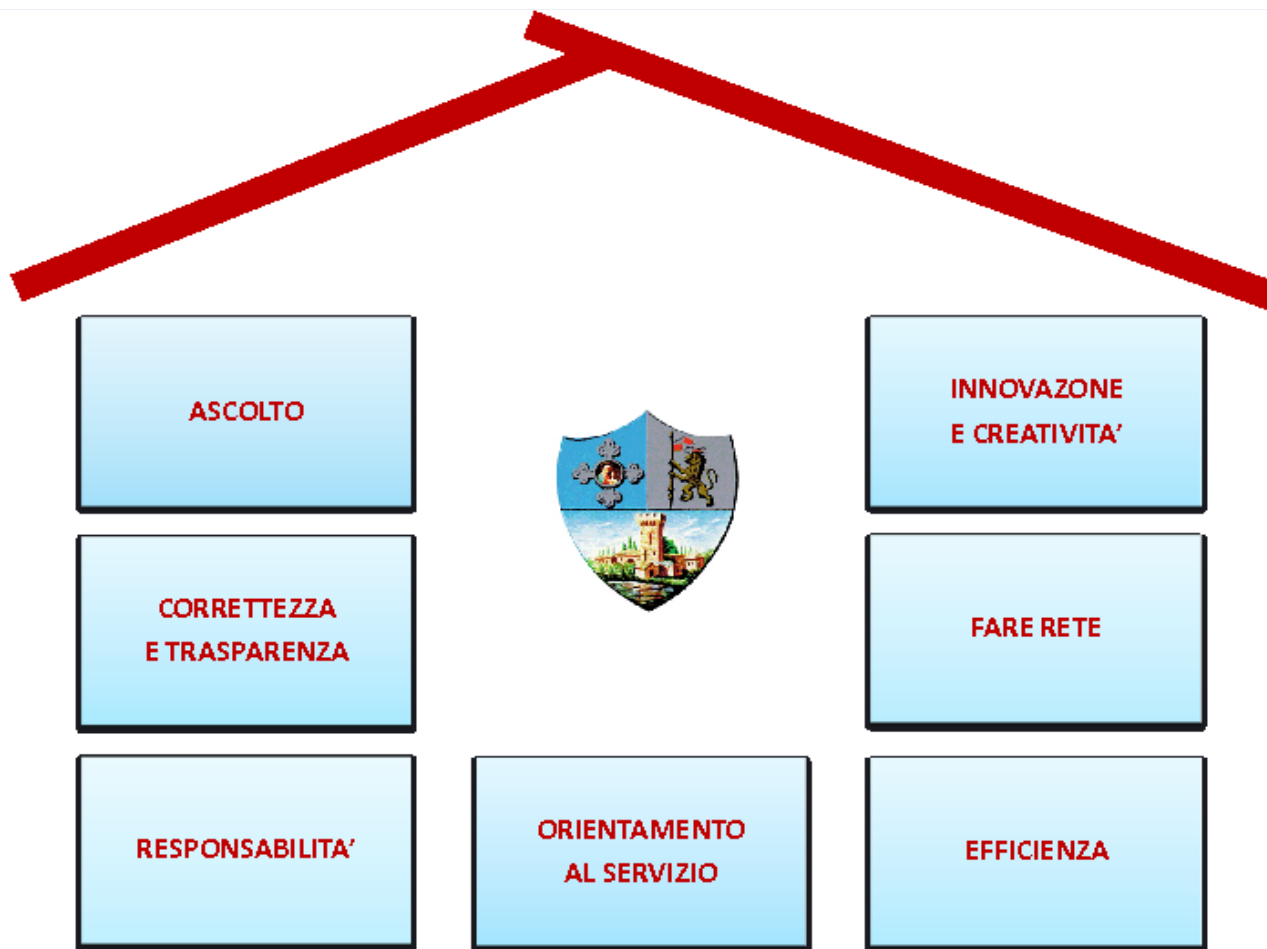 ASCOLTO
INNOVAZONE
E CREATIVITA’
CORRETTEZZA
E TRASPARENZA
FARE RETE
RESPONSABILITA’
ORIENTAMENTO
AL SERVIZIO
EFFICIENZA